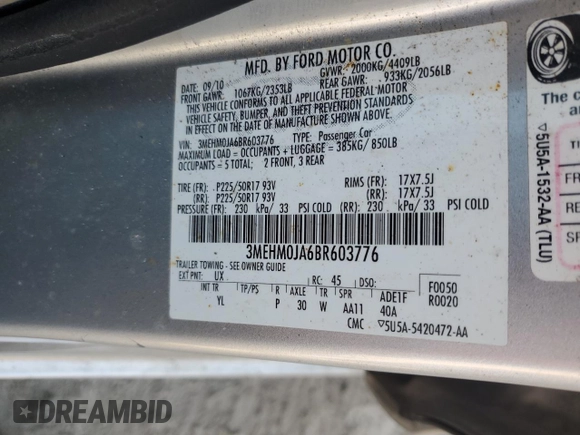 MFD. BY FORD MOTOR CO.
09/10 GVWR: 2000KG/4409LB
FRONT GAWR: 1067KG/2353LB REAR GAWR: 933KG/2056LB
THIS VEHICLE CONFORMS TO ALL APPLICABLE FEDERAL MOTOR
VEHICLE SAFETY, BUMPER, AND THEFT PREVENTION STANDARDS
IN EFFECT ON THE DATE OF MANUFACTURE SHOWN ABOVE.
VIN: 3MEHM0JA6BR603776 TYPE: Passenger Car
MAXIMUM LOAD = OCCUPANTS + LUGGAGE = 385KG/850LB
OCCUPANTS = 5 TOTAL; 2 FRONT, 3 REAR
TIRE (FR): P225/50R17 93V RIMS (FR): 17X7.5J
(RR): P225/50R17 93V (RR): 17X7.5J
PRESSURE (FR): 230 kPa/33 PSI COLD (RR): 230 kPa/33 PSI COLD
3MEHM0JA6BR603776
TRAILER TOWING - SEE OWNER GUIDE
EXT PNT: UX RC: 45 DSO: F0050
INT TR TP/PS R AXLE TR SPR ADE1F R0020
YL P 30 W AA11 40A
CMC ▽5U5A-5420472-AA
▽5U5A-1532-AA (TLU)
The c
comb
TI
FR
RE
SP
DREAMBID